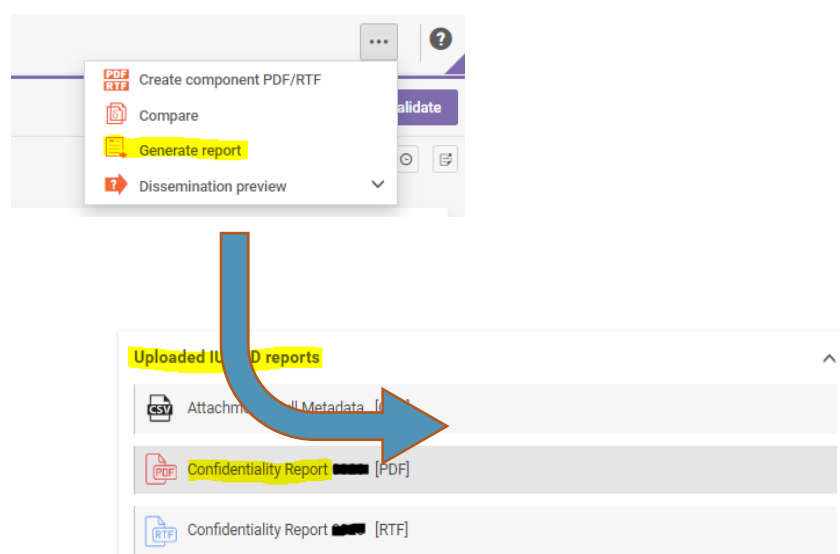 ...
?
PDF
RTF
Create component PDF/RTF
Compare
alidate
Generate report
Dissemination preview
?
Uploaded IU D reports
CSV
Attachm ll Metadata [
Confidentiality Report [PDF]
PDF
Confidentiality Report [RTF]
RTF